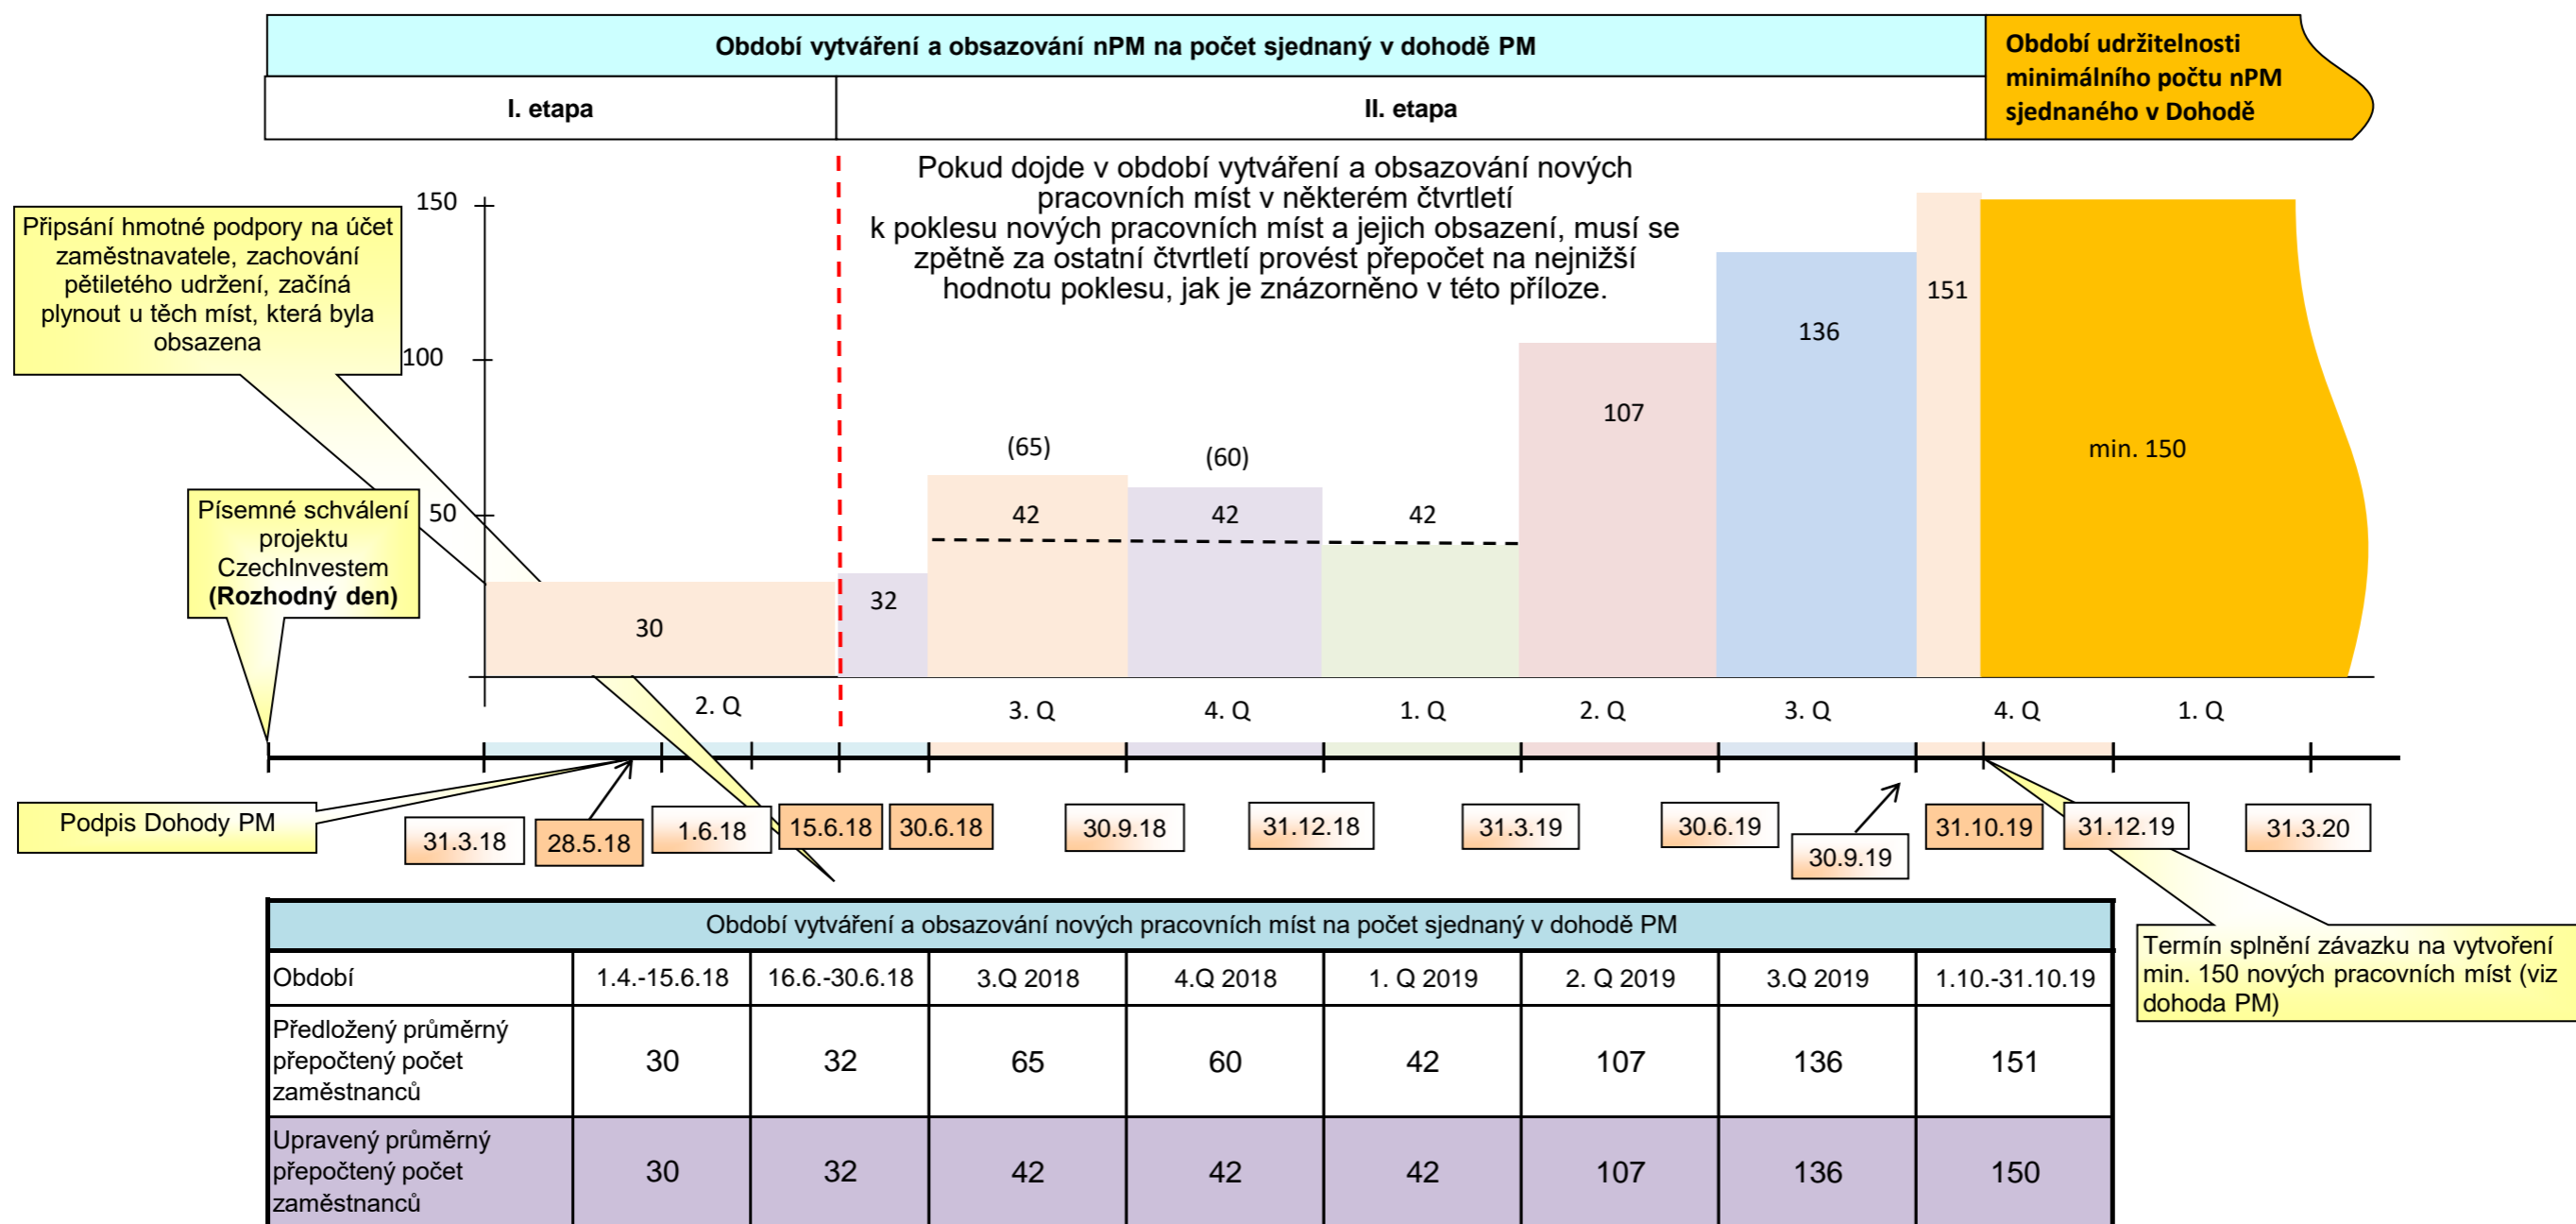 Období vytváření a obsazování nPM na počet sjednaný v dohodě PM
Období udržitelnosti
minimálního počtu nPM
sjednaného v Dohodě
I. etapa
II. etapa
Pokud dojde v období vytváření a obsazování nových
pracovních míst v některém čtvrtletí
k poklesu nových pracovních míst a jejich obsazení, musí se
zpětně za ostatní čtvrtletí provést přepočet na nejnižší
hodnotu poklesu, jak je znázorněno v této příloze.
Připsání hmotné podpory na účet
zaměstnavatele, zachování
pětiletého udržení, začíná
plynout u těch míst, která byla
obsazena
150
100
50
Písemné schválení
projektu
CzechInvestem
(Rozhodný den)
30
32
(65)
42
(60)
42
42
107
136
151
min. 150
2. Q
3. Q
4. Q
1. Q
2. Q
3. Q
4. Q
1. Q
Podpis Dohody PM
31.3.18
28.5.18
1.6.18
15.6.18
30.6.18
30.9.18
31.12.18
31.3.19
30.6.19
30.9.19
31.10.19
31.12.19
31.3.20
Termín splnění závazku na vytvoření
min. 150 nových pracovních míst (viz
dohoda PM)
Období vytváření a obsazování nových pracovních míst na počet sjednaný v dohodě PM
Období 1.4.-15.6.18 16.6.-30.6.18 3.Q 2018 4.Q 2018 1. Q 2019 2. Q 2019 3.Q 2019 1.10.-31.10.19
Předložený průměrný
přepočtený počet
zaměstnanců
30 32 65 60 42 107 136 151
Upravený průměrný
přepočtený počet
zaměstnanců
30 32 42 42 42 107 136 150